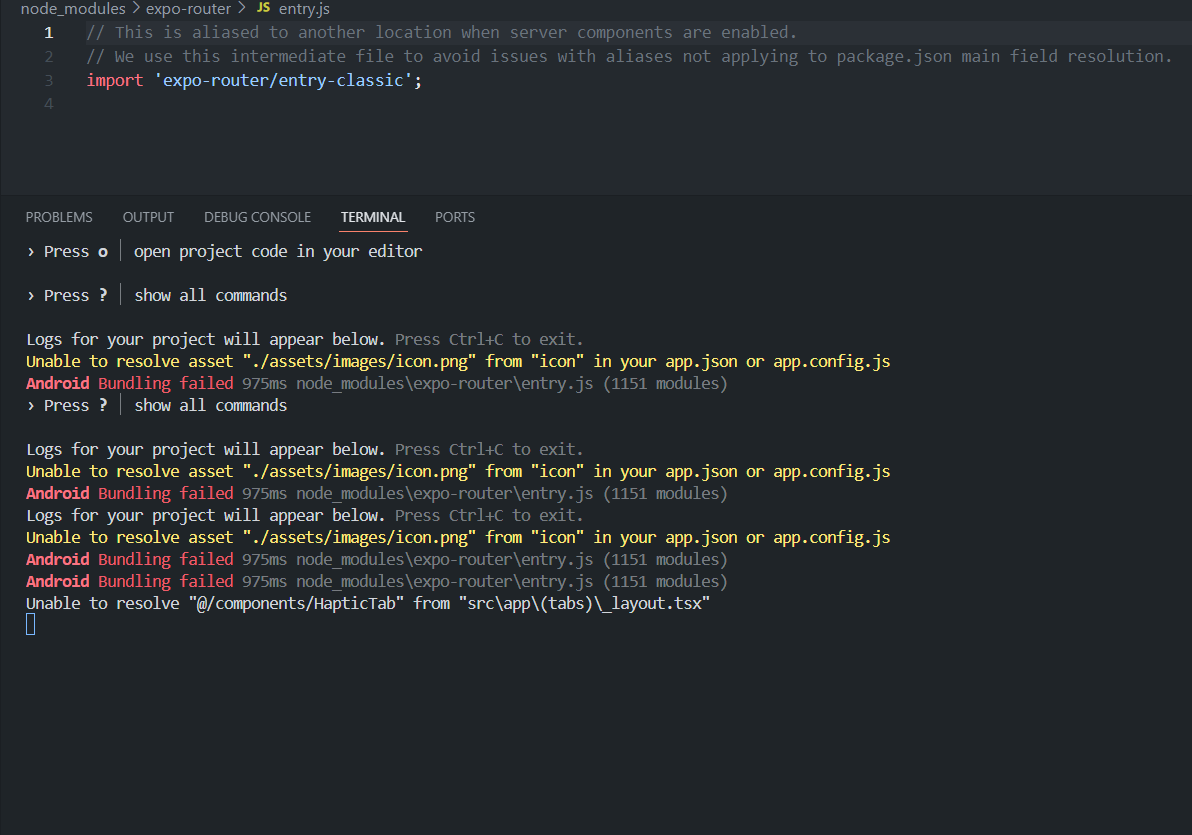 node_modules > expo-router > JS entry.js
1 // This is aliased to another location when server components are enabled.
2 // We use this intermediate file to avoid issues with aliases not applying to package.json main field resolution.
3 import 'expo-router/entry-classic';
4
PROBLEMS OUTPUT DEBUG CONSOLE TERMINAL PORTS
› Press o │ open project code in your editor
› Press ? │ show all commands
Logs for your project will appear below. Press Ctrl+C to exit.
Unable to resolve asset "./assets/images/icon.png" from "icon" in your app.json or app.config.js
Android Bundling failed 975ms node_modules\expo-router\entry.js (1151 modules)
› Press ? │ show all commands
Logs for your project will appear below. Press Ctrl+C to exit.
Unable to resolve asset "./assets/images/icon.png" from "icon" in your app.json or app.config.js
Android Bundling failed 975ms node_modules\expo-router\entry.js (1151 modules)
Logs for your project will appear below. Press Ctrl+C to exit.
Unable to resolve asset "./assets/images/icon.png" from "icon" in your app.json or app.config.js
Android Bundling failed 975ms node_modules\expo-router\entry.js (1151 modules)
Android Bundling failed 975ms node_modules\expo-router\entry.js (1151 modules)
Unable to resolve "@/components/HapticTab" from "src\app\(tabs)\_layout.tsx"